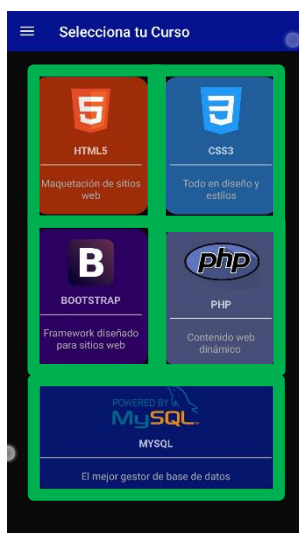 Selecciona tu Curso
5
HTML5
Maquetación de sitios
web
3
CSS3
Todo en diseño y
estilos
B
BOOTSTRAP
Framework diseñado
para sitios web
php
PHP
Contenido web
dinámico
POWERED BY
MySQL
MYSQL
El mejor gestor de base de datos